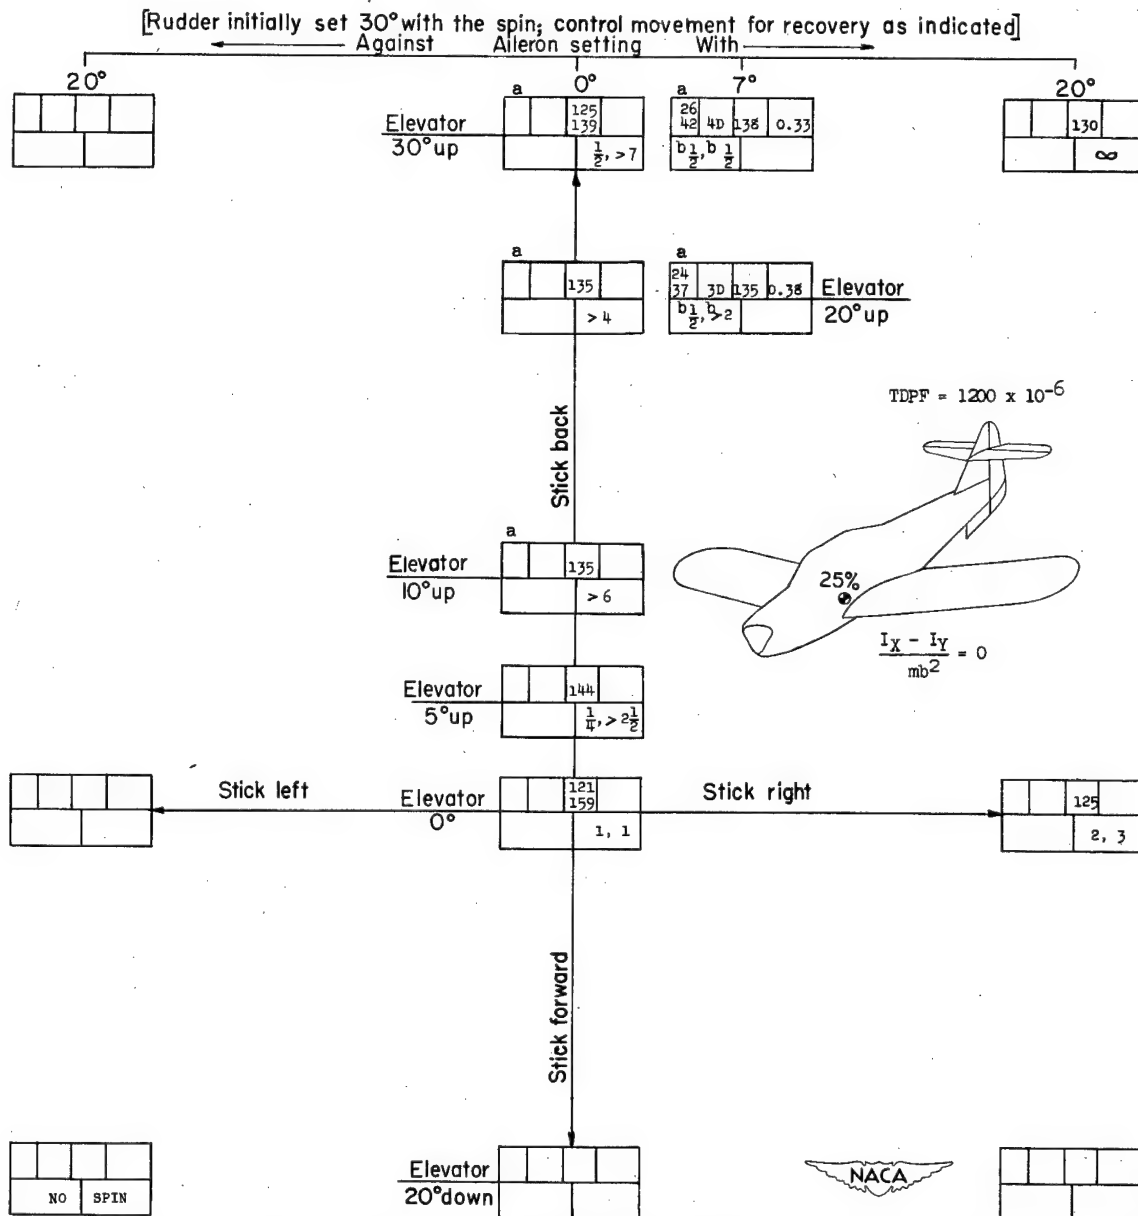 [Rudder initially set 30° with the spin; control movement for recovery as indicated]
Against Aileron setting With
20° 0° 7° 20°
a a
Elevator
30° up
125
139
1/2, >7
26
42 4D 138 0.33
b 1/2, b 1/2
130
∞
a a
135
>4
24
37 3D 135 0.38
b 1/2, b >2
Elevator
20° up
Stick back
TDPF = 1200 x 10⁻⁶
a
Elevator
10° up
135
>6
25%
I_X - I_Y
mb² = 0
Elevator
5° up
144
1/4, >2 1/2
Stick left
Elevator
0°
121
159
1, 1
Stick right
125
2, 3
Stick forward
NO SPIN
Elevator
20° down
NACA